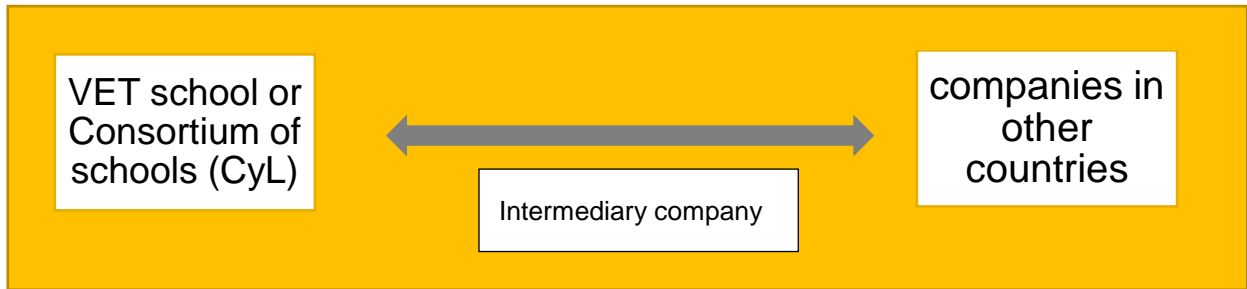 VET school or
Consortium of
schools (CyL)
Intermediary company
companies in
other
countries